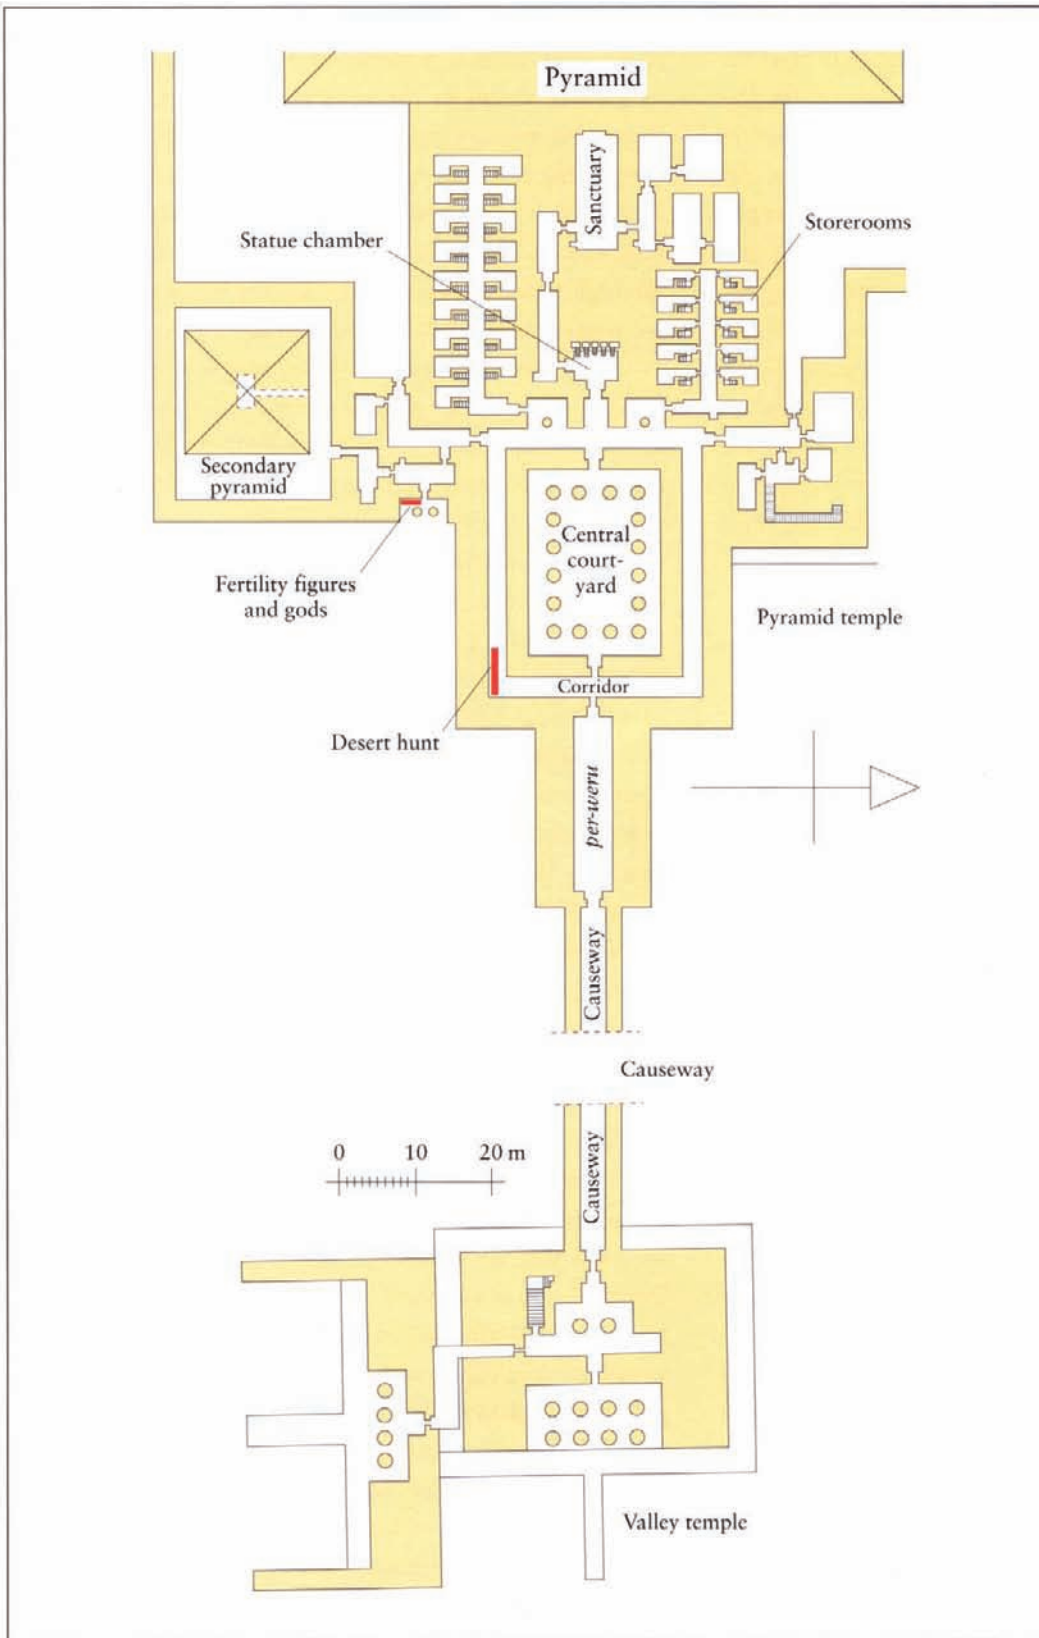 Pyramid
Sanctuary
Storerooms
Statue chamber
Secondary
pyramid
Central
court-
yard
Fertility figures
and gods
Pyramid temple
Corridor
Desert hunt
per-weru
Causeway
Causeway
Causeway
0 10 20 m
Valley temple